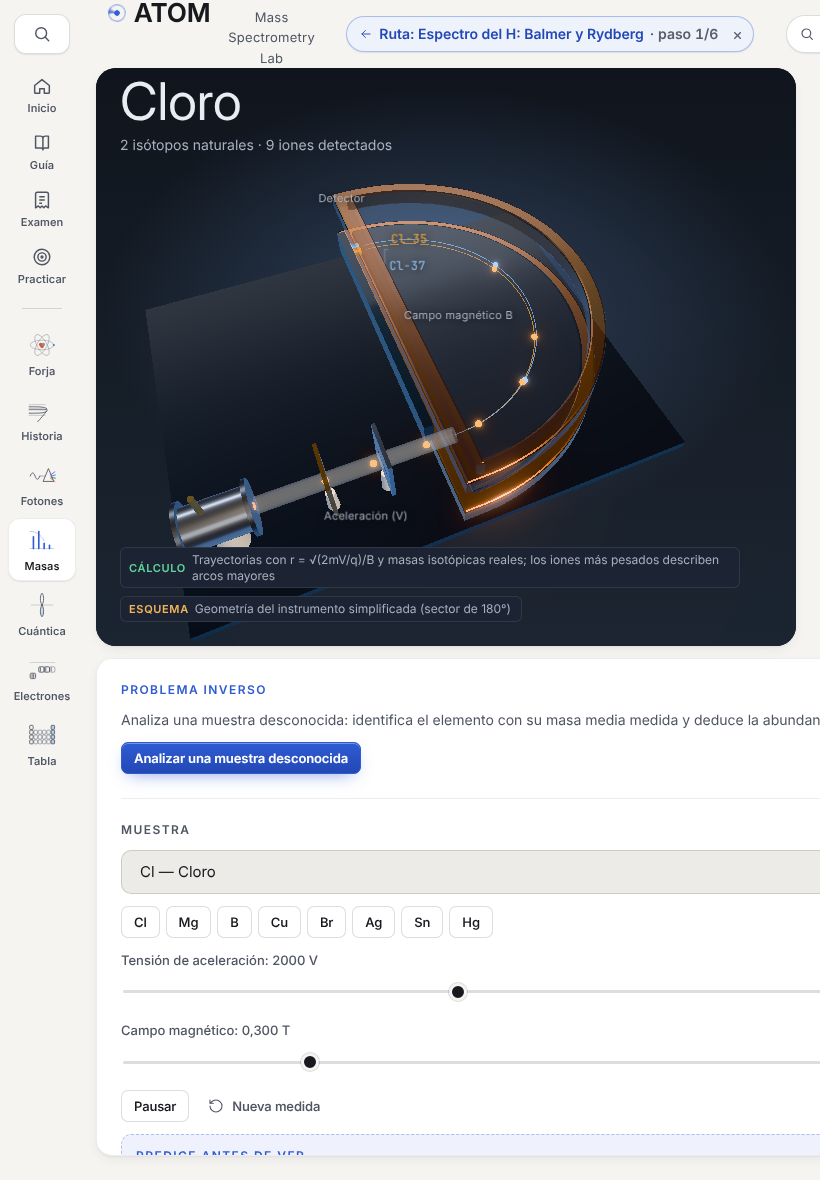 ATOM
Mass
Spectrometry
Lab
← Ruta: Espectro del H: Balmer y Rydberg · paso 1/6 ×
Inicio
Guía
Examen
Practicar
Forja
Historia
Fotones
Masas
Cuántica
Electrones
Tabla
Cloro
2 isótopos naturales · 9 iones detectados
Detector
Cl-35
Cl-37
Campo magnético B
Aceleración (V)
CÁLCULO Trayectorias con r = √(2mV/q)/B y masas isotópicas reales; los iones más pesados describen
arcos mayores
ESQUEMA Geometría del instrumento simplificada (sector de 180°)
PROBLEMA INVERSO
Analiza una muestra desconocida: identifica el elemento con su masa media medida y deduce la abundan
Analizar una muestra desconocida
MUESTRA
Cl — Cloro
Cl Mg B Cu Br Ag Sn Hg
Tensión de aceleración: 2000 V
Campo magnético: 0,300 T
Pausar Nueva medida
PREDICE ANTES DE VER